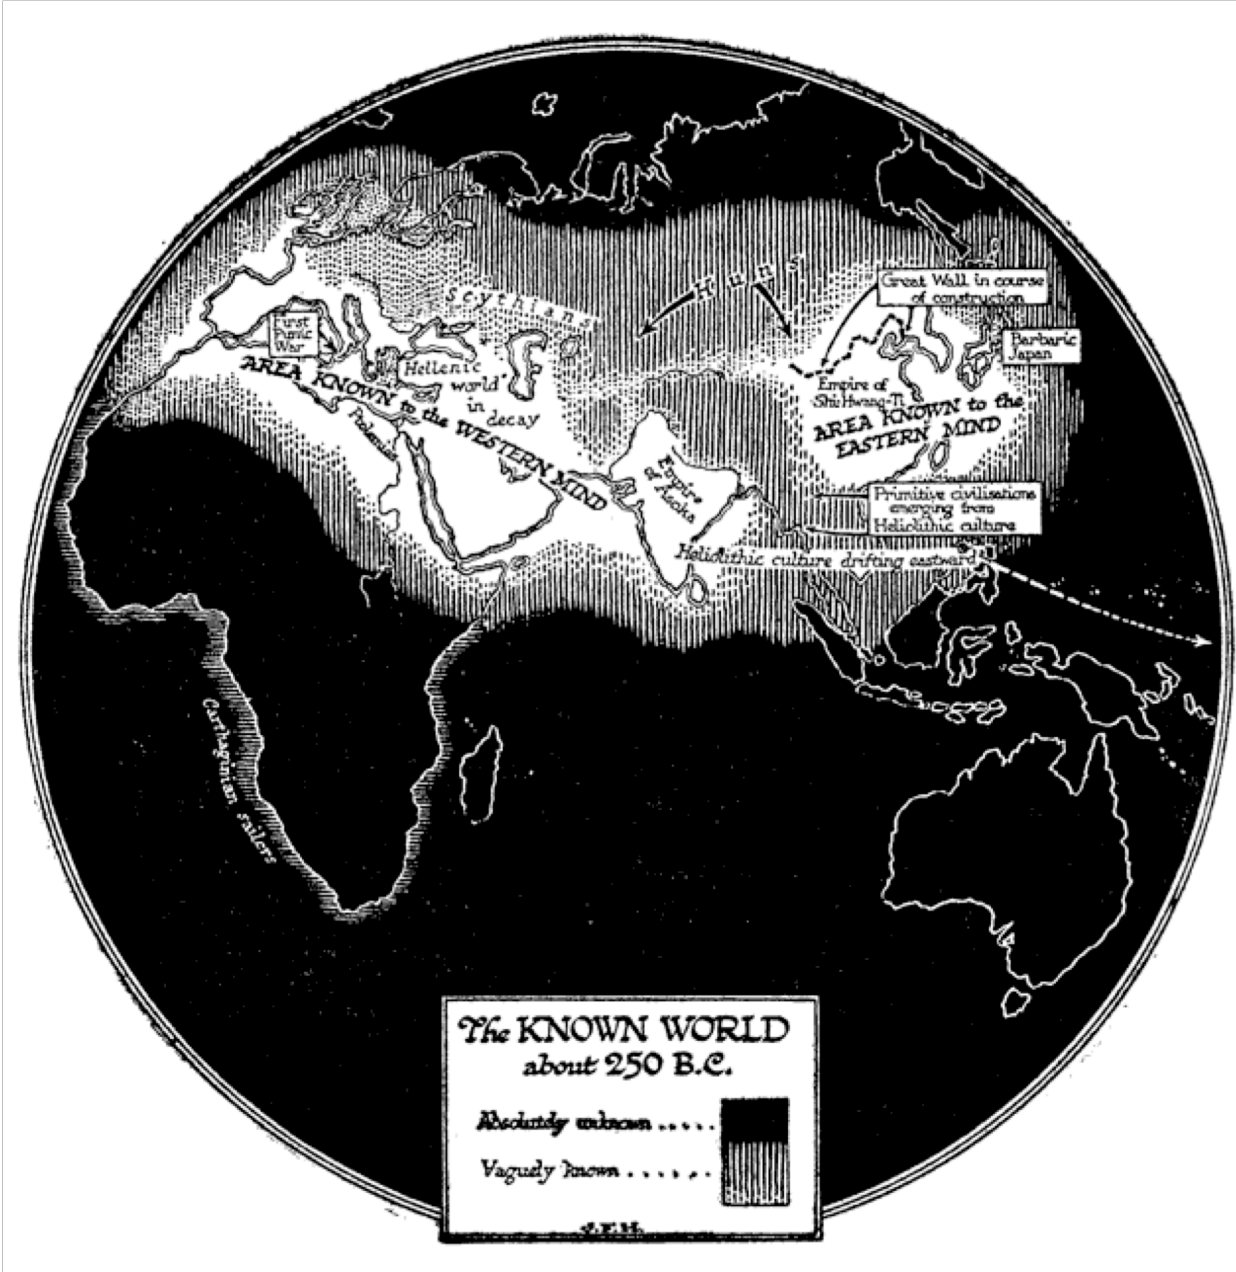 Scythians
Huns
Great Wall in course
of construction
First
Punic
War
Barbaric
Japan
Hellenic
world
in
decay
AREA KNOWN to the WESTERN MIND
Ptolemies
Empire of
Shi Hwang-Ti
AREA KNOWN to the
EASTERN MIND
Empire
of Asoka
Primitive civilisations
emerging from
Heliolithic culture
Heliolithic culture drifting eastward
Carthaginian sailors
The KNOWN WORLD
about 250 B.C.
Absolutely unknown .....
Vaguely known ......
J.F.H.